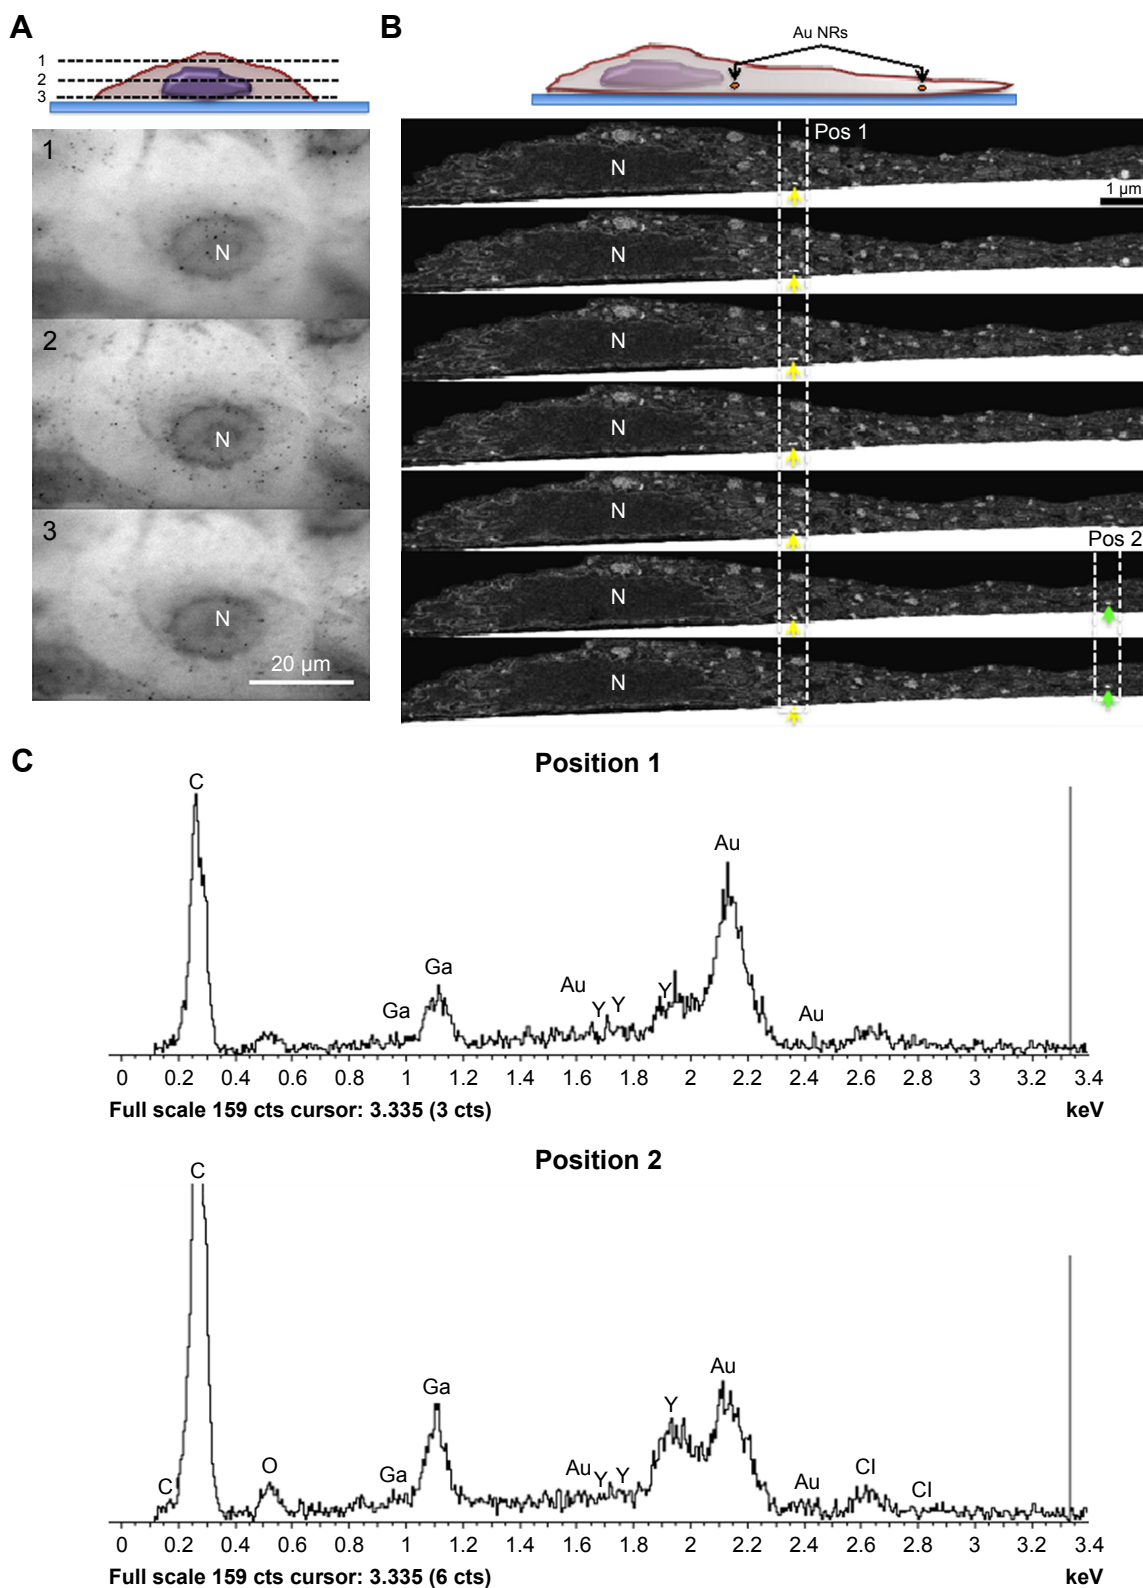 A
1
2
3
1
N
2
N
3
N
20 µm
B
Au NRs
Pos 1
N
1 µm
N
N
N
N
Pos 2
N
N
C
Position 1
C
Au
Ga
Ga
Au
Y
Y
Y
Au
0 0.2 0.4 0.6 0.8 1 1.2 1.4 1.6 1.8 2 2.2 2.4 2.6 2.8 3 3.2 3.4
Full scale 159 cts cursor: 3.335 (3 cts) keV
Position 2
C
C
O
Ga
Ga
Au
Y
Y
Y
Au
Au
Cl
Cl
0 0.2 0.4 0.6 0.8 1 1.2 1.4 1.6 1.8 2 2.2 2.4 2.6 2.8 3 3.2 3.4
Full scale 159 cts cursor: 3.335 (6 cts) keV